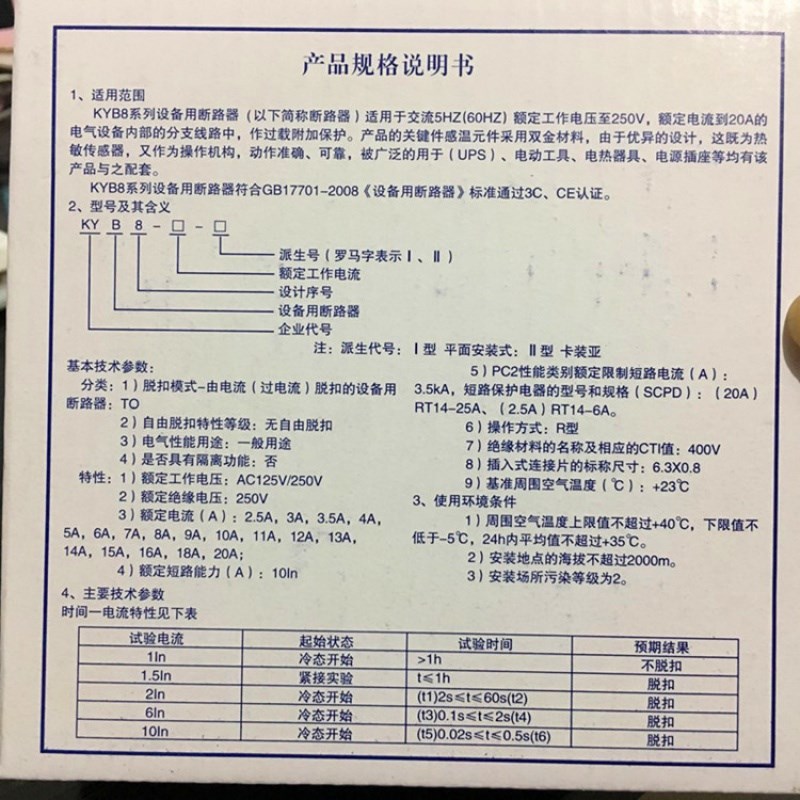 产品规格说明书
1、适用范围
KYB8系列设备用断路器（以下简称断路器）适用于交流5HZ(60HZ）额定工作电压至250V，额定电流到20A的
电气设备内部的分支线路中，作过载附加保护。产品的关键件感温元件采用双金材料，由于优异的设计，这既为热
敏传感器，又作为操作机构，动作准确、可靠，被广泛的用于（UPS）、电动工具、电热器具、电源插座等均有该
产品与之配套。
KYB8系列设备用断路器符合GB17701-2008《设备用断路器》标准通过3C、CE认证。
2、型号及其含义
KY B 8 - □ - □
派生号（罗马字表示Ⅰ、Ⅱ）
额定工作电流
设计序号
设备用断路器
企业代号
注：派生代号：Ⅰ型 平面安装式：Ⅱ型 卡装亚
基本技术参数：
分类：1）脱扣模式-由电流（过电流）脱扣的设备用
断路器：TO
2）自由脱扣特性等级：无自由脱扣
3）电气性能用途：一般用途
4）是否具有隔离功能：否
特性：1）额定工作电压：AC125V/250V
2）额定绝缘电压：250V
3）额定电流（A）：2.5A，3A，3.5A，4A，
5A，6A，7A，8A，9A，10A，11A，12A，13A，
14A，15A，16A，18A，20A；
4）额定短路能力（A）：10In
5）PC2性能类别额定限制短路电流（A）：
3.5kA，短路保护电器的型号和规格（SCPD）：（20A）
RT14-25A、（2.5A）RT14-6A。
6）操作方式：R型
7）绝缘材料的名称及相应的CTI值：400V
8）插入式连接片的标称尺寸：6.3X0.8
9）基准周围空气温度（℃）：+23℃
3、使用环境条件
1）周围空气温度上限值不超过+40℃，下限值不
低于-5℃，24h内平均值不超过+35℃。
2）安装地点的海拔不超过2000m。
3）安装场所污染等级为2。
4、主要技术参数
时间一电流特性见下表
试验电流 起始状态 试验时间 预期结果
1In 冷态开始 >1h 不脱扣
1.5In 紧接实验 t≤1h 脱扣
2In 冷态开始 (t1)2s≤t≤60s(t2) 脱扣
6In 冷态开始 (t3)0.1s≤t≤2s(t4) 脱扣
10In 冷态开始 (t5)0.02s≤t≤0.5s(t6) 脱扣